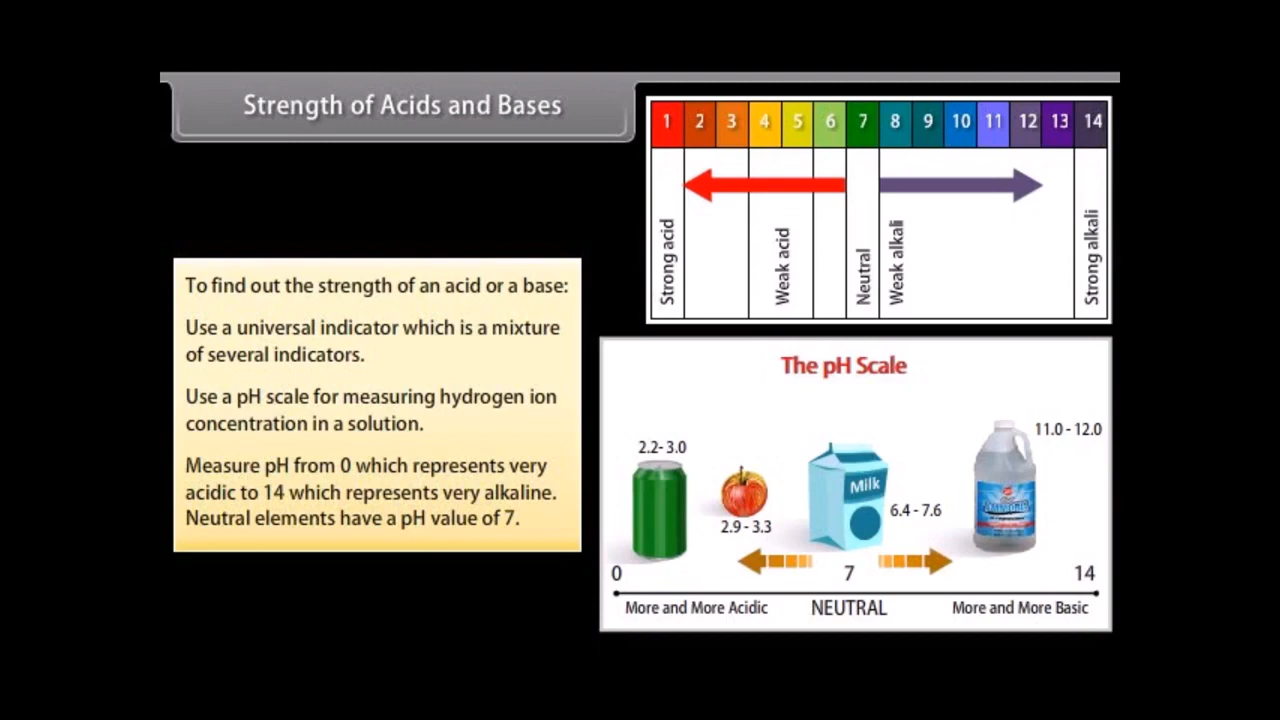 Strength of Acids and Bases
1 2 3 4 5 6 7 8 9 10 11 12 13 14
Strong acid
Weak acid
Neutral
Weak alkali
Strong alkali
To find out the strength of an acid or a base:
Use a universal indicator which is a mixture
of several indicators.
Use a pH scale for measuring hydrogen ion
concentration in a solution.
Measure pH from 0 which represents very
acidic to 14 which represents very alkaline.
Neutral elements have a pH value of 7.
The pH Scale
2.2- 3.0
2.9 - 3.3
Milk
6.4 - 7.6
11.0 - 12.0
0 7 14
More and More Acidic NEUTRAL More and More Basic